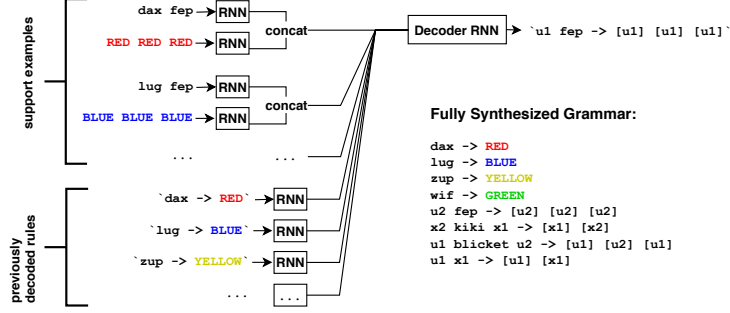 support examples
dax fep → RNN
RED RED RED → RNN
concat
lug fep → RNN
BLUE BLUE BLUE → RNN
concat
... ...
previously
decoded rules
`dax -> RED` → RNN
`lug -> BLUE` → RNN
`zup -> YELLOW` → RNN
... ...
Decoder RNN → `u1 fep -> [u1] [u1] [u1]`
Fully Synthesized Grammar:
dax -> RED
lug -> BLUE
zup -> YELLOW
wif -> GREEN
u2 fep -> [u2] [u2] [u2]
x2 kiki x1 -> [x1] [x2]
u1 blicket u2 -> [u1] [u2] [u1]
u1 x1 -> [u1] [x1]